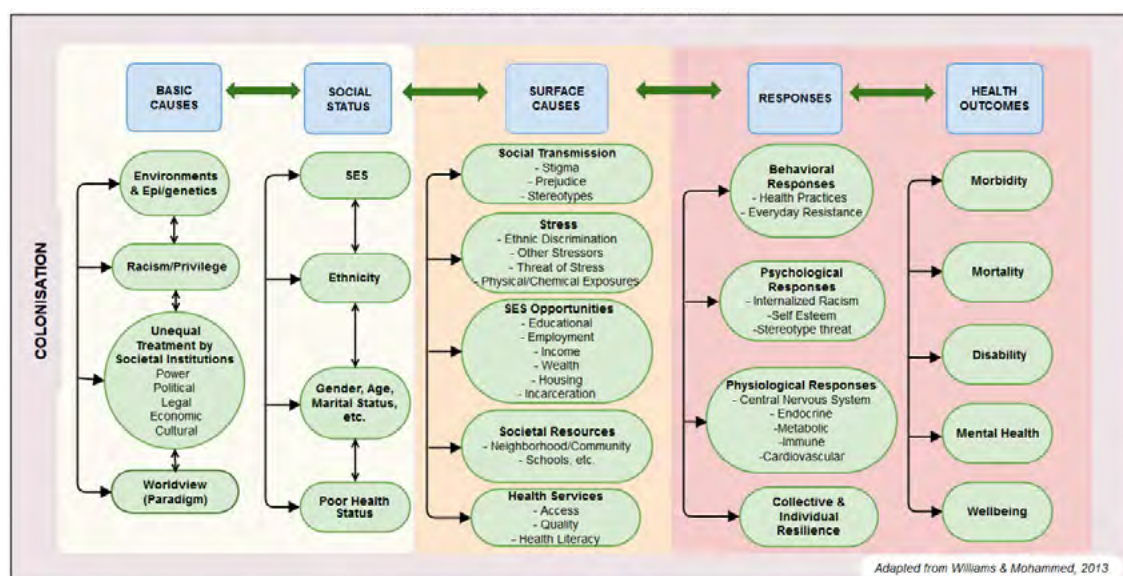 COLONISATION
BASIC
CAUSES
Environments
& Epi/genetics
Racism/Privilege
Unequal
Treatment by
Societal Institutions
Power
Political
Legal
Economic
Cultural
Worldview
(Paradigm)
SOCIAL
STATUS
SES
Ethnicity
Gender, Age,
Marital Status,
etc.
Poor Health
Status
SURFACE
CAUSES
Social Transmission
- Stigma
- Prejudice
- Stereotypes
Stress
- Ethnic Discrimination
- Other Stressors
- Threat of Stress
- Physical/Chemical Exposures
SES Opportunities
- Educational
- Employment
- Income
- Wealth
- Housing
- Incarceration
Societal Resources
- Neighborhood/Community
- Schools, etc.
Health Services
- Access
- Quality
- Health Literacy
RESPONSES
Behavioral
Responses
- Health Practices
- Everyday Resistance
Psychological
Responses
- Internalized Racism
-Self Esteem
-Stereotype threat
Physiological Responses
- Central Nervous System
- Endocrine
-Metabolic
-Immune
-Cardiovascular
Collective &
Individual
Resilience
HEALTH
OUTCOMES
Morbidity
Mortality
Disability
Mental Health
Wellbeing
Adapted from Williams & Mohammed, 2013